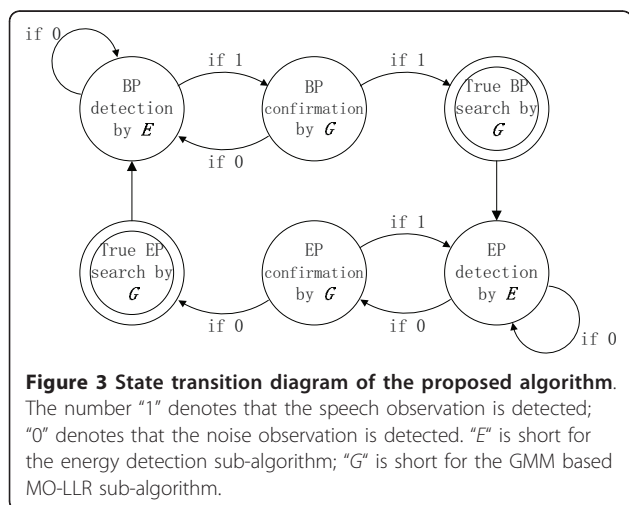 if 0
BP
detection
by E
if 1
if 0
BP
confirmation
by G
if 1
True BP
search by
G
True EP
search by
G
if 0
EP
confirmation
by G
if 1
if 0
EP
detection
by E
if 0
Figure 3 State transition diagram of the proposed algorithm.
The number "1" denotes that the speech observation is detected;
"0" denotes that the noise observation is detected. "E" is short for
the energy detection sub-algorithm; "G" is short for the GMM based
MO-LLR sub-algorithm.